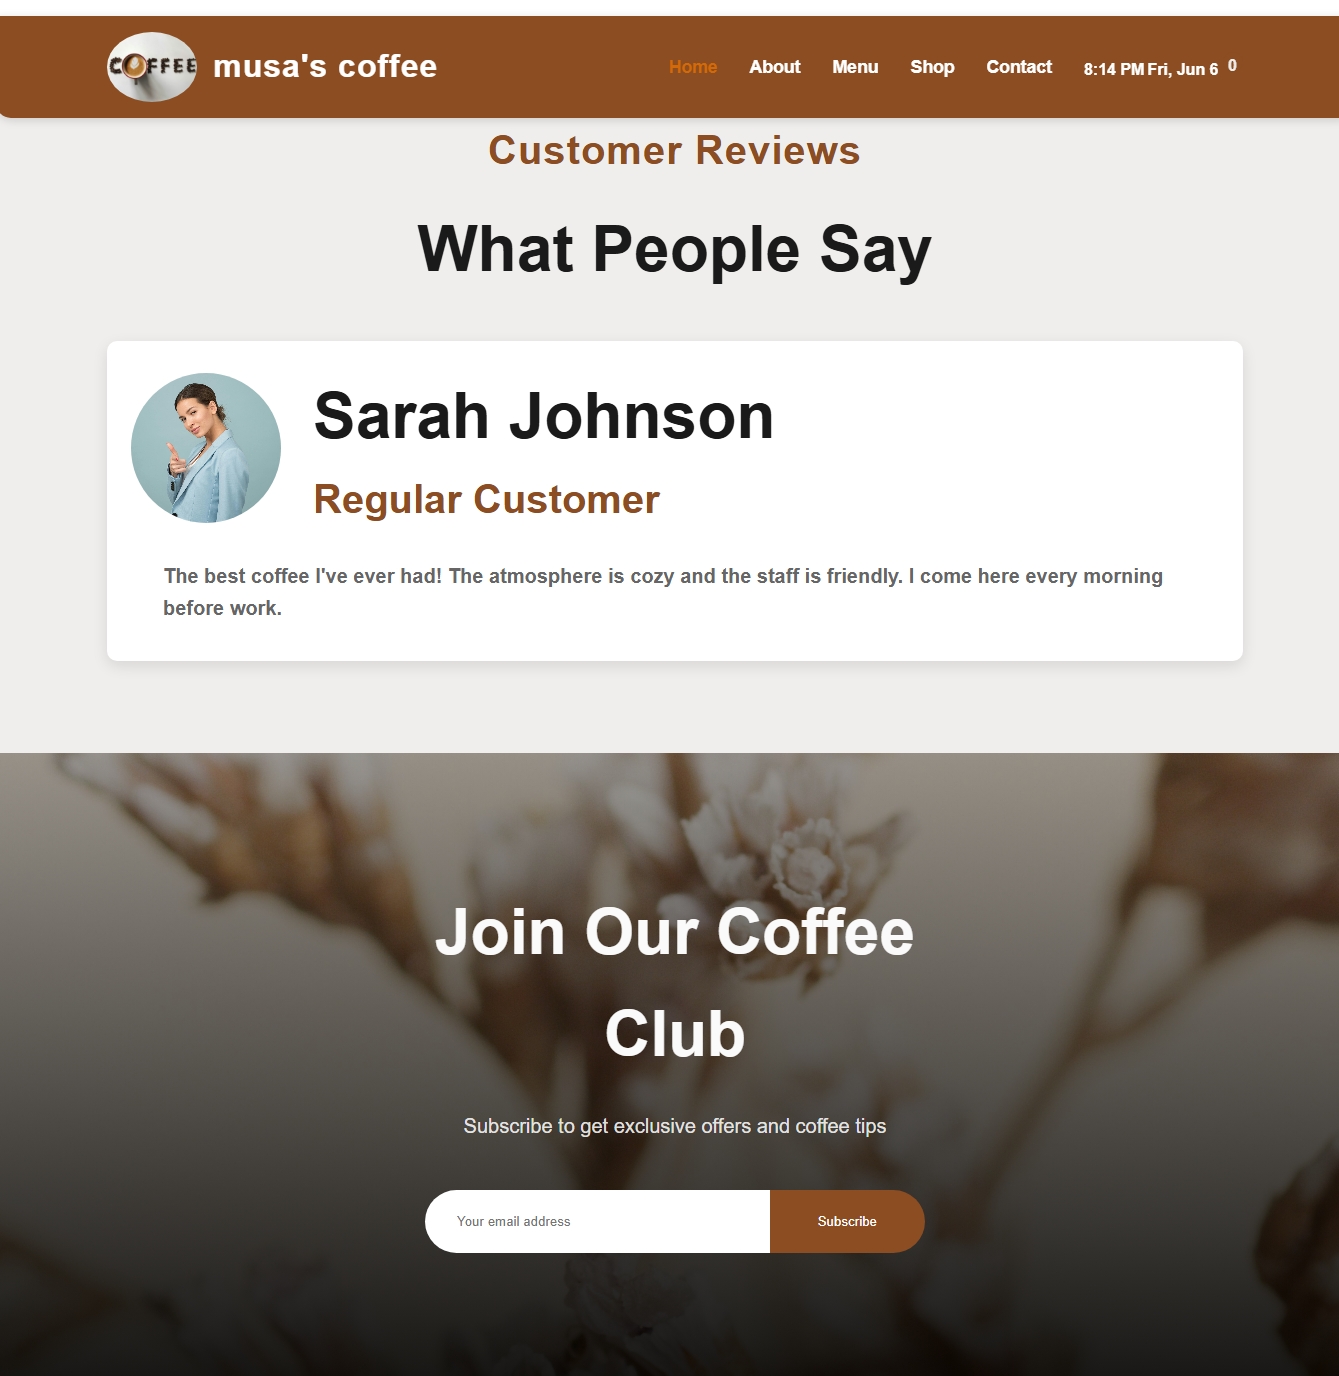 COFFEE
musa's coffee
Home
About
Menu
Shop
Contact
8:14 PM Fri, Jun 6
0
Customer Reviews
What People Say
Sarah Johnson
Regular Customer
The best coffee I've ever had! The atmosphere is cozy and the staff is friendly. I come here every morning
before work.
Join Our Coffee
Club
Subscribe to get exclusive offers and coffee tips
Your email address
Subscribe